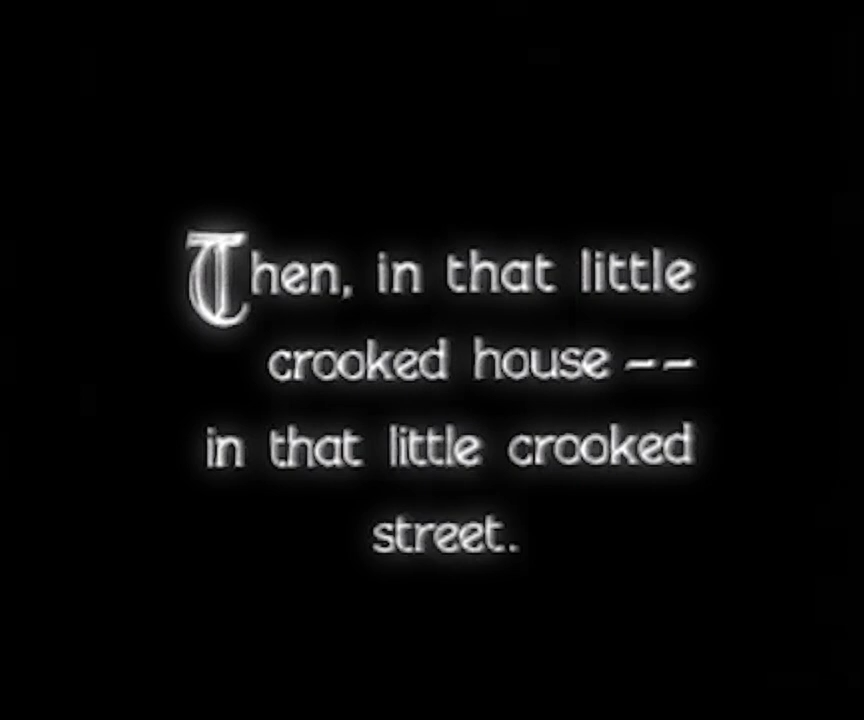 Then, in that little
crooked house --
in that little crooked
street.